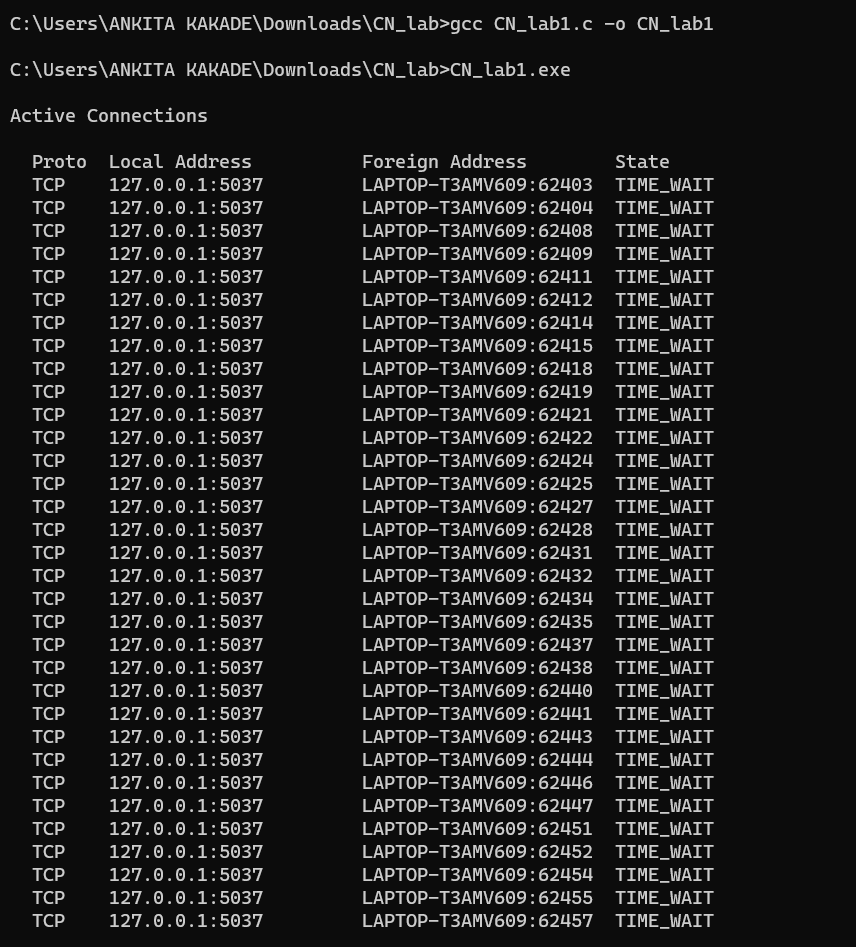 C:\Users\ANKITA KAKADE\Downloads\CN_lab>gcc CN_lab1.c -o CN_lab1
C:\Users\ANKITA KAKADE\Downloads\CN_lab>CN_lab1.exe
Active Connections
Proto  Local Address          Foreign Address        State
TCP    127.0.0.1:5037         LAPTOP-T3AMV609:62403  TIME_WAIT
TCP    127.0.0.1:5037         LAPTOP-T3AMV609:62404  TIME_WAIT
TCP    127.0.0.1:5037         LAPTOP-T3AMV609:62408  TIME_WAIT
TCP    127.0.0.1:5037         LAPTOP-T3AMV609:62409  TIME_WAIT
TCP    127.0.0.1:5037         LAPTOP-T3AMV609:62411  TIME_WAIT
TCP    127.0.0.1:5037         LAPTOP-T3AMV609:62412  TIME_WAIT
TCP    127.0.0.1:5037         LAPTOP-T3AMV609:62414  TIME_WAIT
TCP    127.0.0.1:5037         LAPTOP-T3AMV609:62415  TIME_WAIT
TCP    127.0.0.1:5037         LAPTOP-T3AMV609:62418  TIME_WAIT
TCP    127.0.0.1:5037         LAPTOP-T3AMV609:62419  TIME_WAIT
TCP    127.0.0.1:5037         LAPTOP-T3AMV609:62421  TIME_WAIT
TCP    127.0.0.1:5037         LAPTOP-T3AMV609:62422  TIME_WAIT
TCP    127.0.0.1:5037         LAPTOP-T3AMV609:62424  TIME_WAIT
TCP    127.0.0.1:5037         LAPTOP-T3AMV609:62425  TIME_WAIT
TCP    127.0.0.1:5037         LAPTOP-T3AMV609:62427  TIME_WAIT
TCP    127.0.0.1:5037         LAPTOP-T3AMV609:62428  TIME_WAIT
TCP    127.0.0.1:5037         LAPTOP-T3AMV609:62431  TIME_WAIT
TCP    127.0.0.1:5037         LAPTOP-T3AMV609:62432  TIME_WAIT
TCP    127.0.0.1:5037         LAPTOP-T3AMV609:62434  TIME_WAIT
TCP    127.0.0.1:5037         LAPTOP-T3AMV609:62435  TIME_WAIT
TCP    127.0.0.1:5037         LAPTOP-T3AMV609:62437  TIME_WAIT
TCP    127.0.0.1:5037         LAPTOP-T3AMV609:62438  TIME_WAIT
TCP    127.0.0.1:5037         LAPTOP-T3AMV609:62440  TIME_WAIT
TCP    127.0.0.1:5037         LAPTOP-T3AMV609:62441  TIME_WAIT
TCP    127.0.0.1:5037         LAPTOP-T3AMV609:62443  TIME_WAIT
TCP    127.0.0.1:5037         LAPTOP-T3AMV609:62444  TIME_WAIT
TCP    127.0.0.1:5037         LAPTOP-T3AMV609:62446  TIME_WAIT
TCP    127.0.0.1:5037         LAPTOP-T3AMV609:62447  TIME_WAIT
TCP    127.0.0.1:5037         LAPTOP-T3AMV609:62451  TIME_WAIT
TCP    127.0.0.1:5037         LAPTOP-T3AMV609:62452  TIME_WAIT
TCP    127.0.0.1:5037         LAPTOP-T3AMV609:62454  TIME_WAIT
TCP    127.0.0.1:5037         LAPTOP-T3AMV609:62455  TIME_WAIT
TCP    127.0.0.1:5037         LAPTOP-T3AMV609:62457  TIME_WAIT